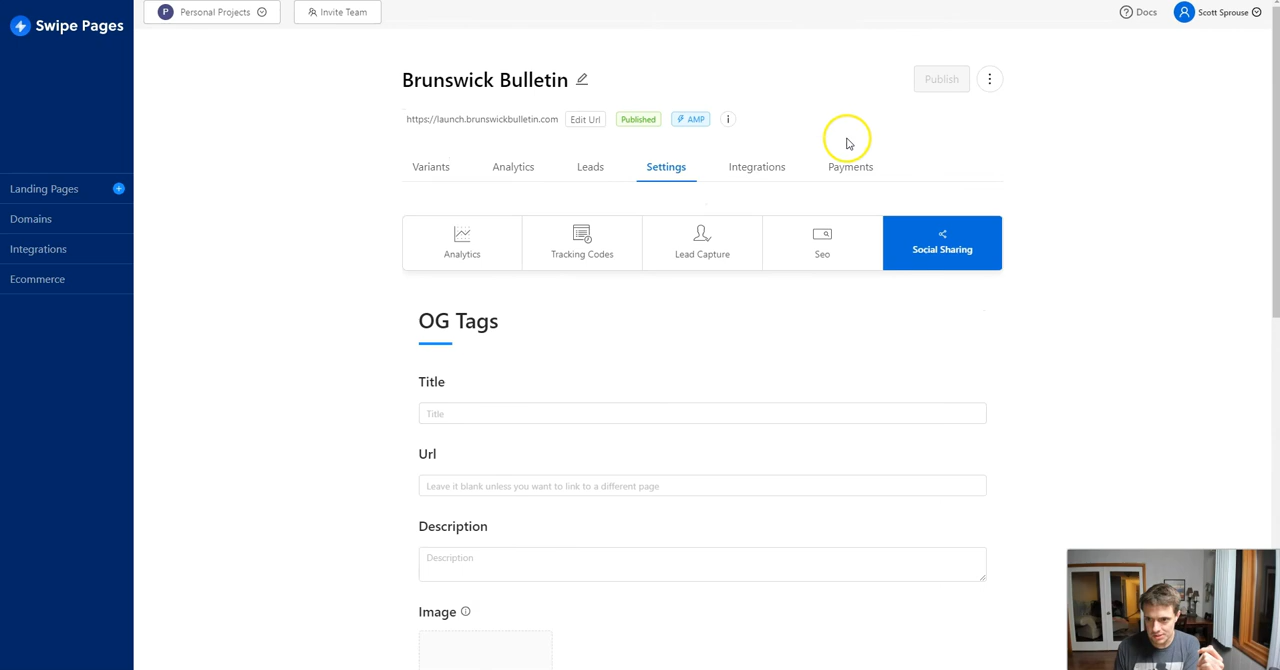 P Personal Projects
Invite Team
Docs
Scott Sprouse
Swipe Pages
Landing Pages
Domains
Integrations
Ecommerce
Brunswick Bulletin
Publish
https://launch.brunswickbulletin.com Edit Url Published AMP i
Variants Analytics Leads Settings Integrations Payments
Analytics Tracking Codes Lead Capture Seo Social Sharing
OG Tags
Title
Title
Url
Leave it blank unless you want to link to a different page
Description
Description
Image